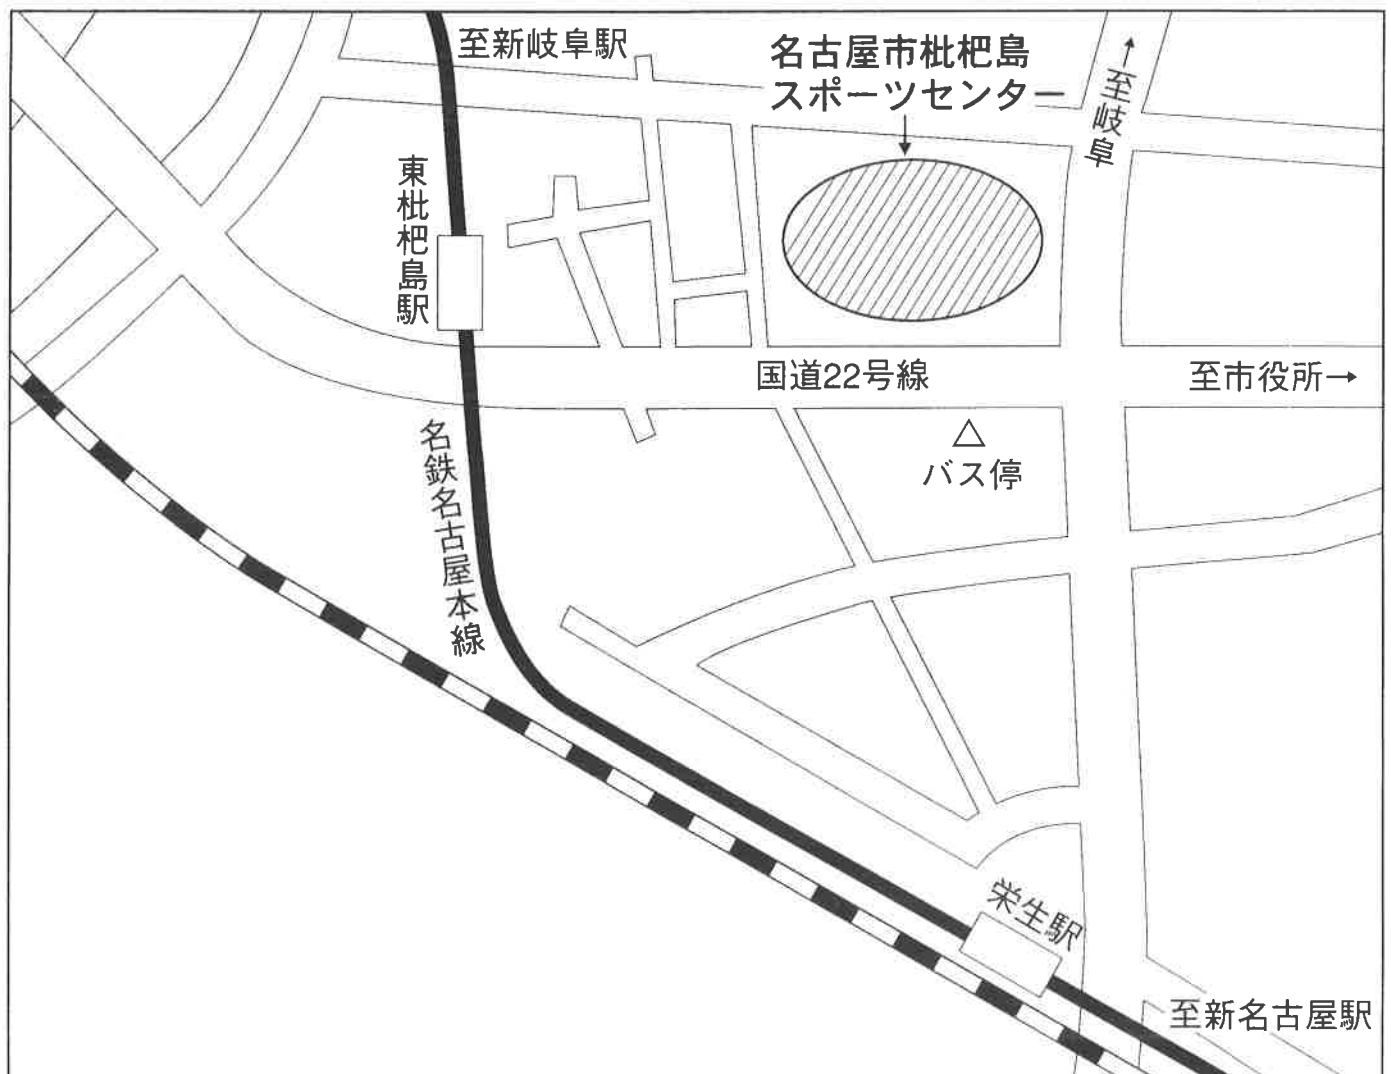 至新岐阜駅
名古屋市枇杷島
スポーツセンター
↑至岐阜
東枇杷島駅
国道22号線
至市役所→
△
バス停
名鉄名古屋本線
栄生駅
至新名古屋駅